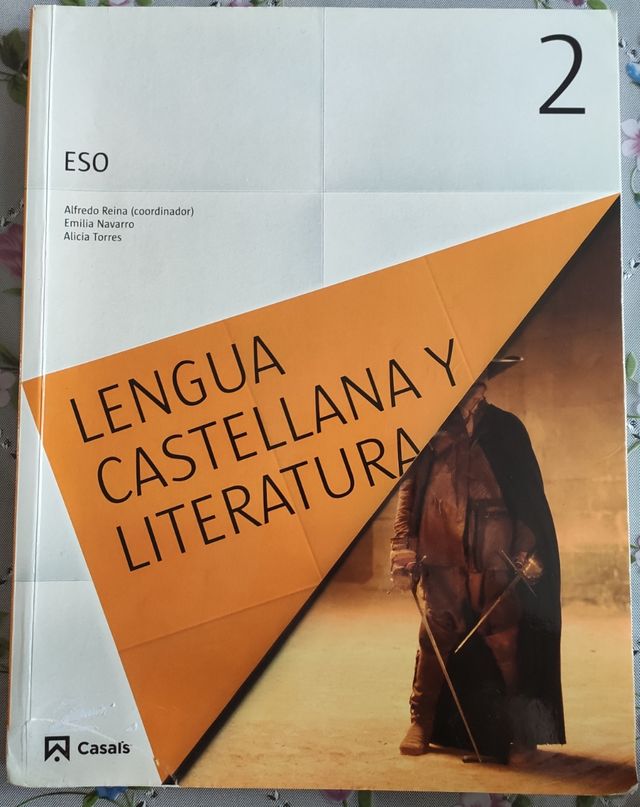 2
ESO
Alfredo Reina (coordinador)
Emilia Navarro
Alicia Torres
LENGUA
CASTELLANA Y
LITERATURA
Casals